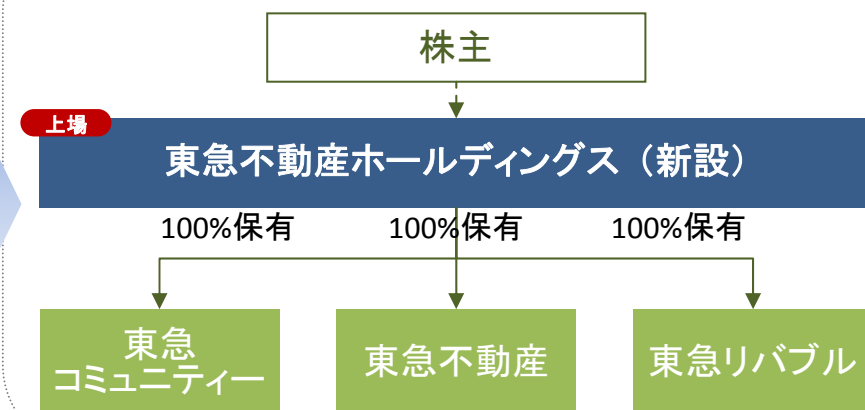 株主
上場
東急不動産ホールディングス（新設）
100%保有 100%保有 100%保有
東急
コミュニティー
東急不動産
東急リバブル